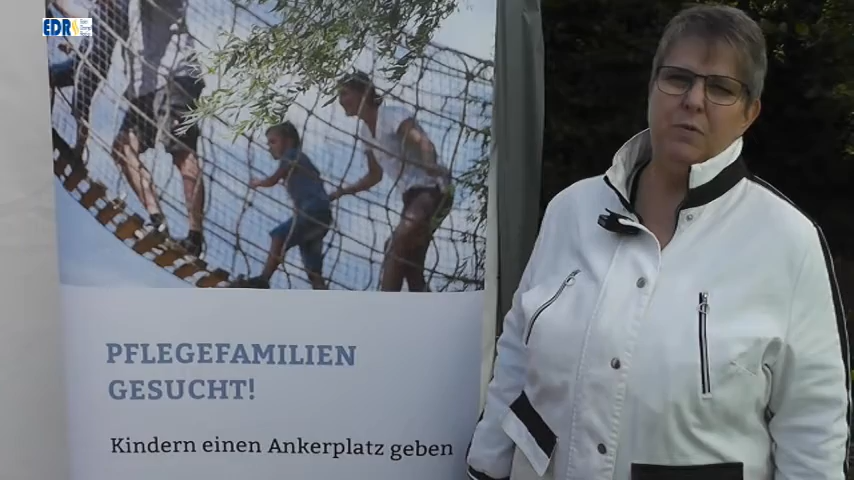 EDR
PFLEGEFAMILIEN
GESUCHT!
Kindern einen Ankerplatz geben